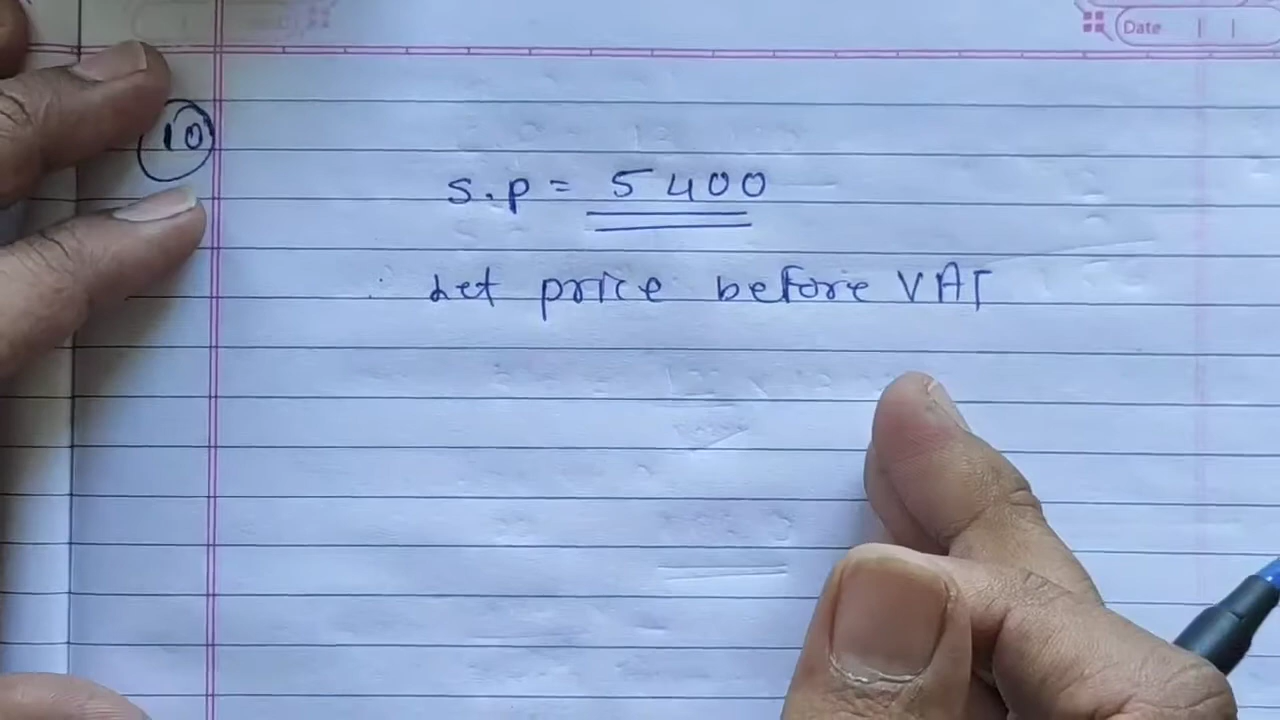 Date
10
S.P = 5400
∴ Let price before VAT